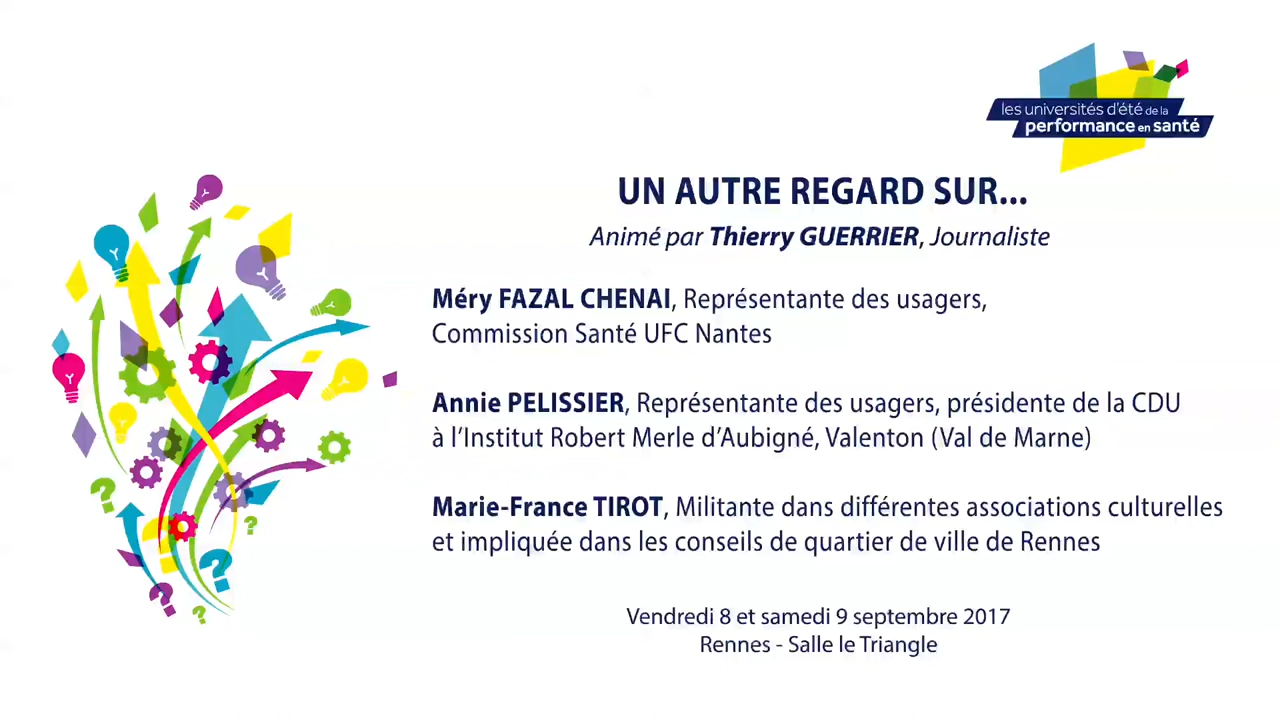 les universités d'été de la
performance en santé
UN AUTRE REGARD SUR...
Animé par Thierry GUERRIER, Journaliste
Méry FAZAL CHENAI, Représentante des usagers,
Commission Santé UFC Nantes
Annie PELISSIER, Représentante des usagers, présidente de la CDU
à l'Institut Robert Merle d'Aubigné, Valenton (Val de Marne)
Marie-France TIROT, Militante dans différentes associations culturelles
et impliquée dans les conseils de quartier de ville de Rennes
? ? ? ? ? ?
Vendredi 8 et samedi 9 septembre 2017
Rennes - Salle le Triangle